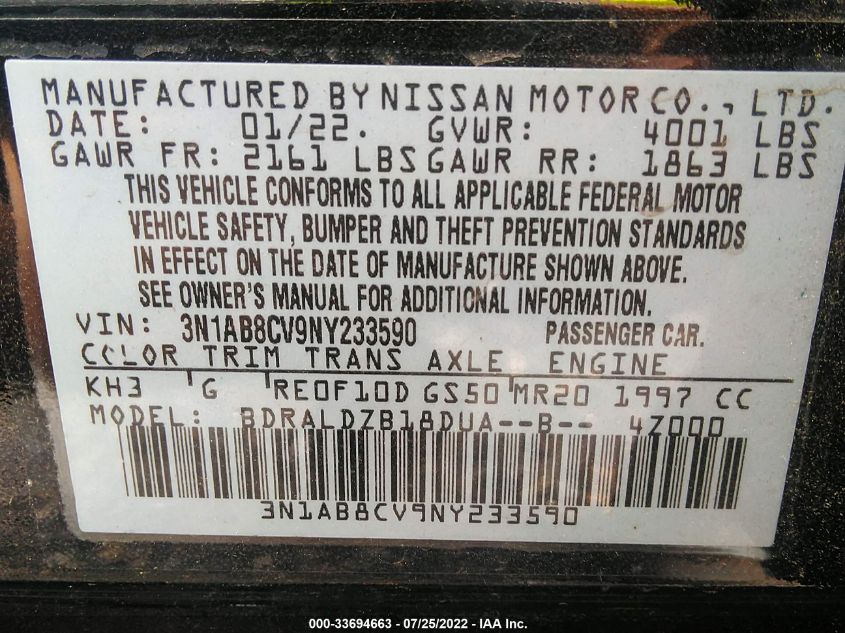 MANUFACTURED BY NISSAN MOTOR CO., LTD.
DATE: 01/22. GVWR: 4001 LBS
GAWR FR: 2161 LBS GAWR RR: 1863 LBS
THIS VEHICLE CONFORMS TO ALL APPLICABLE FEDERAL MOTOR
VEHICLE SAFETY, BUMPER AND THEFT PREVENTION STANDARDS
IN EFFECT ON THE DATE OF MANUFACTURE SHOWN ABOVE.
SEE OWNER'S MANUAL FOR ADDITIONAL INFORMATION.
VIN: 3N1AB8CV9NY233590 PASSENGER CAR.
COLOR TRIM TRANS AXLE ENGINE
KH3 G RE0F10D GS50 MR20 1997 CC
MODEL: BDRALDZB18DUA--B-- 4Z000
3N1AB8CV9NY233590
000-33694663 - 07/25/2022 - IAA Inc.